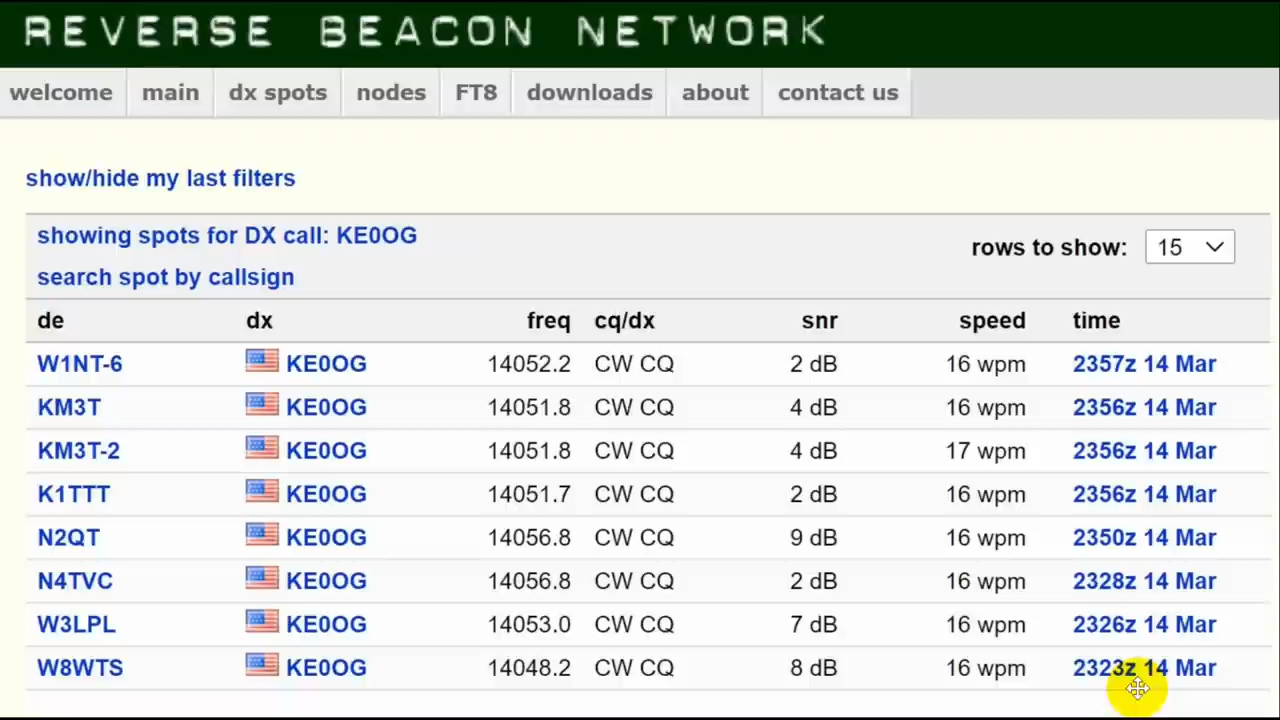 REVERSE BEACON NETWORK
welcome main dx spots nodes FT8 downloads about contact us
show/hide my last filters
showing spots for DX call: KE0OG
rows to show: 15
search spot by callsign
de dx freq cq/dx snr speed time
W1NT-6 KE0OG 14052.2 CW CQ 2 dB 16 wpm 2357z 14 Mar
KM3T KE0OG 14051.8 CW CQ 4 dB 16 wpm 2356z 14 Mar
KM3T-2 KE0OG 14051.8 CW CQ 4 dB 17 wpm 2356z 14 Mar
K1TTT KE0OG 14051.7 CW CQ 2 dB 16 wpm 2356z 14 Mar
N2QT KE0OG 14056.8 CW CQ 9 dB 16 wpm 2350z 14 Mar
N4TVC KE0OG 14056.8 CW CQ 2 dB 16 wpm 2328z 14 Mar
W3LPL KE0OG 14053.0 CW CQ 7 dB 16 wpm 2326z 14 Mar
W8WTS KE0OG 14048.2 CW CQ 8 dB 16 wpm 2323z 14 Mar